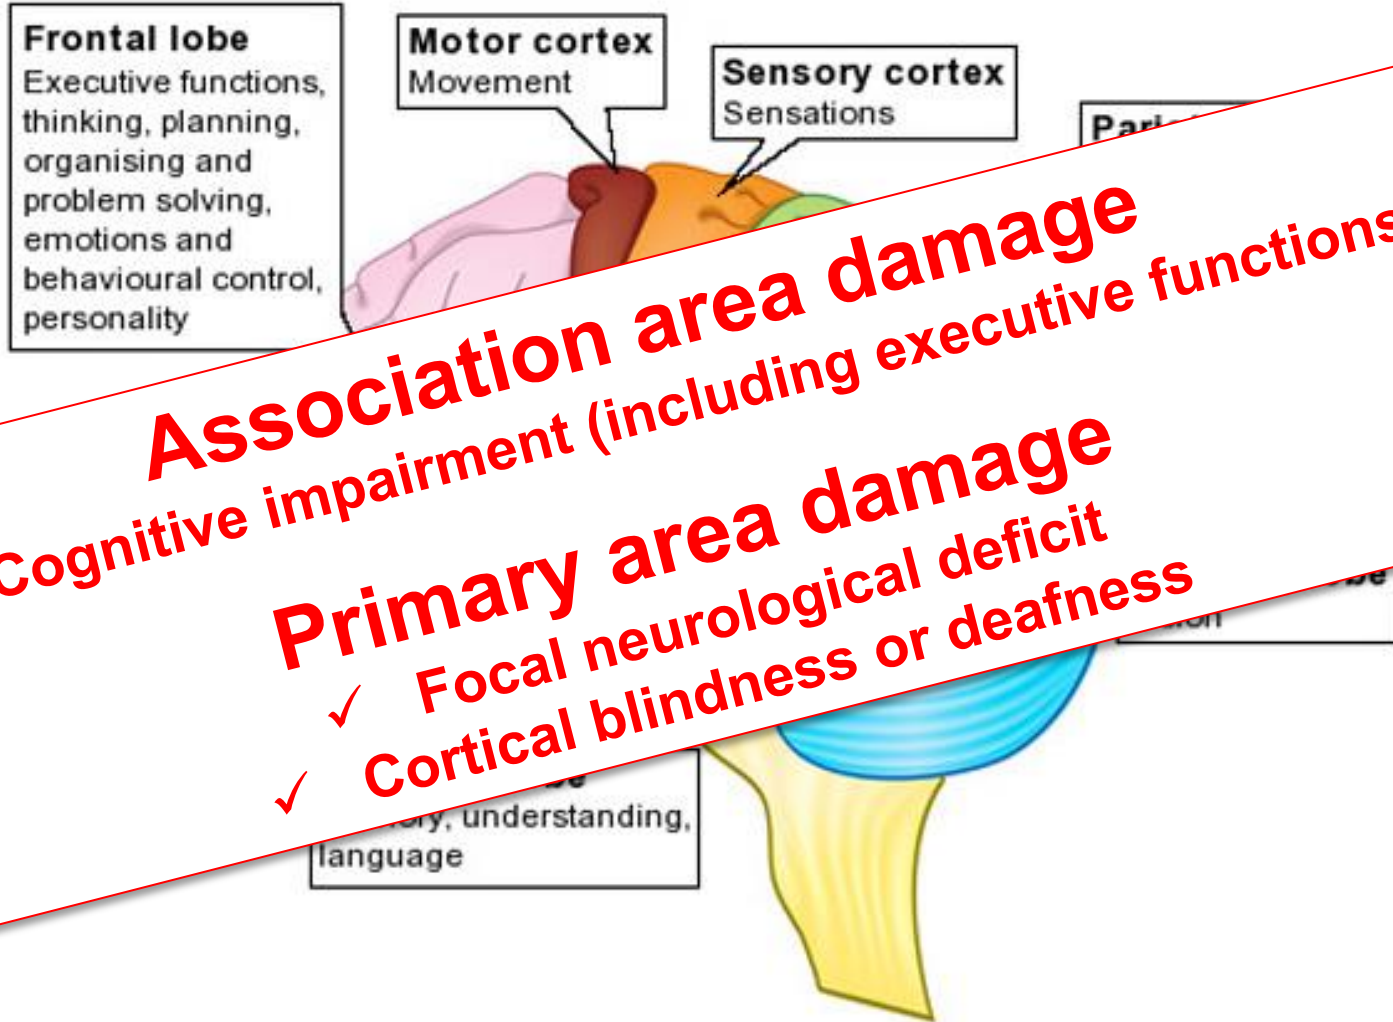 Frontal lobe
Executive functions,
thinking, planning,
organising and
problem solving,
emotions and
behavioural control,
personality
Motor cortex
Movement
Sensory cortex
Sensations
Association area damage
Cognitive impairment (including executive functions
Primary area damage
✓ Focal neurological deficit
✓ Cortical blindness or deafness
understanding,
language